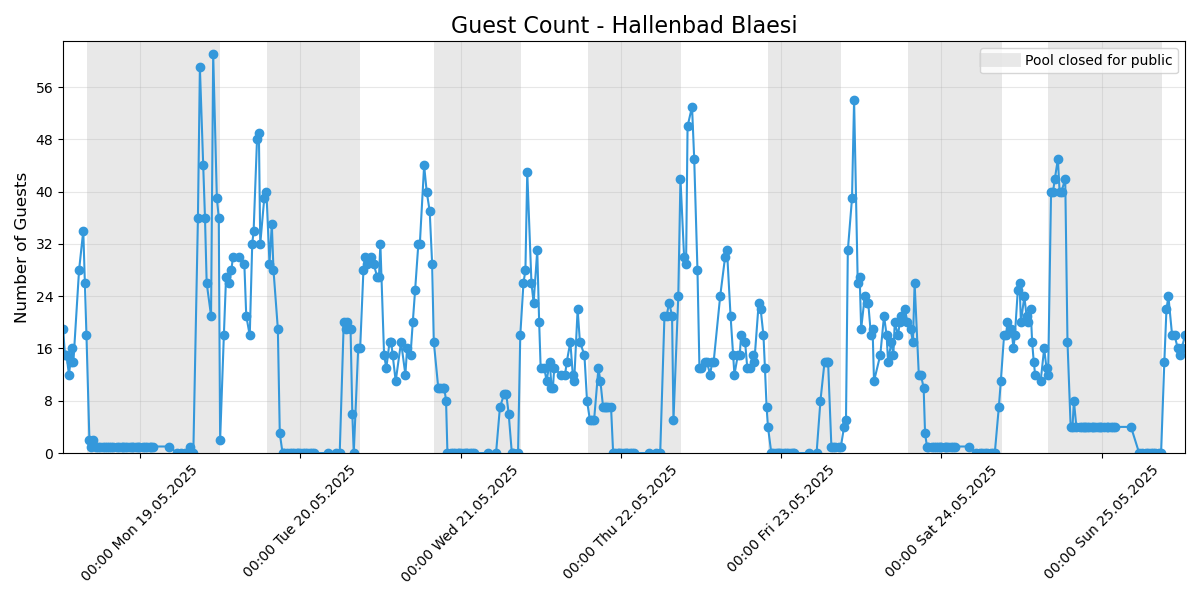 Guest Count - Hallenbad Blaesi
Pool closed for public
Number of Guests
56
48
40
32
24
16
8
0
00:00 Mon 19.05.2025
00:00 Tue 20.05.2025
00:00 Wed 21.05.2025
00:00 Thu 22.05.2025
00:00 Fri 23.05.2025
00:00 Sat 24.05.2025
00:00 Sun 25.05.2025